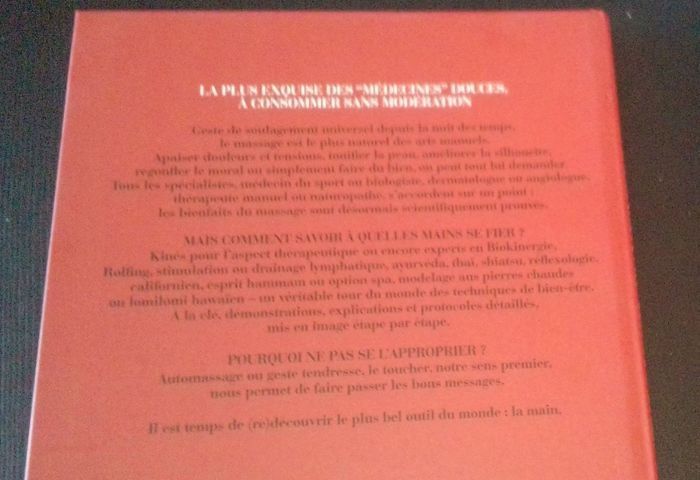 LA PLUS EXQUISE DES "MÉDECINES" DOUCES,
À CONSOMMER SANS MODÉRATION
Geste de soulagement universel depuis la nuit des temps,
le massage est le plus naturel des arts manuels.
Apaiser douleurs et tensions, tonifier la peau, améliorer la silhouette,
regonfler le moral ou simplement faire du bien, on peut tout lui demander.
Tous les spécialistes, médecin du sport ou biologiste, dermatologue ou angiologue,
thérapeute manuel ou naturopathe, s'accordent sur un point :
les bienfaits du massage sont désormais scientifiquement prouvés.
MAIS COMMENT SAVOIR À QUELLES MAINS SE FIER ?
Kinés pour l'aspect thérapeutique ou encore experts en Biokinergie,
Rolfing, stimulation ou drainage lymphatique, ayurveda, thaï, shiatsu, réflexologie,
californien, esprit hammam ou option spa, modelage aux pierres chaudes
ou lomilomi hawaïen – un véritable tour du monde des techniques de bien-être.
À la clé, démonstrations, explications et protocoles détaillés,
mis en image étape par étape.
POURQUOI NE PAS SE L'APPROPRIER ?
Automassage ou geste tendresse, le toucher, notre sens premier,
nous permet de faire passer les bons messages.
Il est temps de (re)découvrir le plus bel outil du monde : la main.